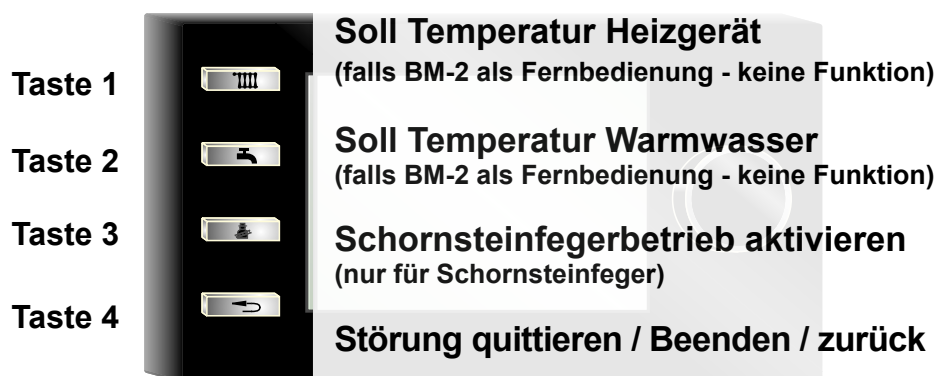 Taste 1
Soll Temperatur Heizgerät
(falls BM-2 als Fernbedienung - keine Funktion)
Taste 2
Soll Temperatur Warmwasser
(falls BM-2 als Fernbedienung - keine Funktion)
Taste 3
Schornsteinfegerbetrieb aktivieren
(nur für Schornsteinfeger)
Taste 4
Störung quittieren / Beenden / zurück